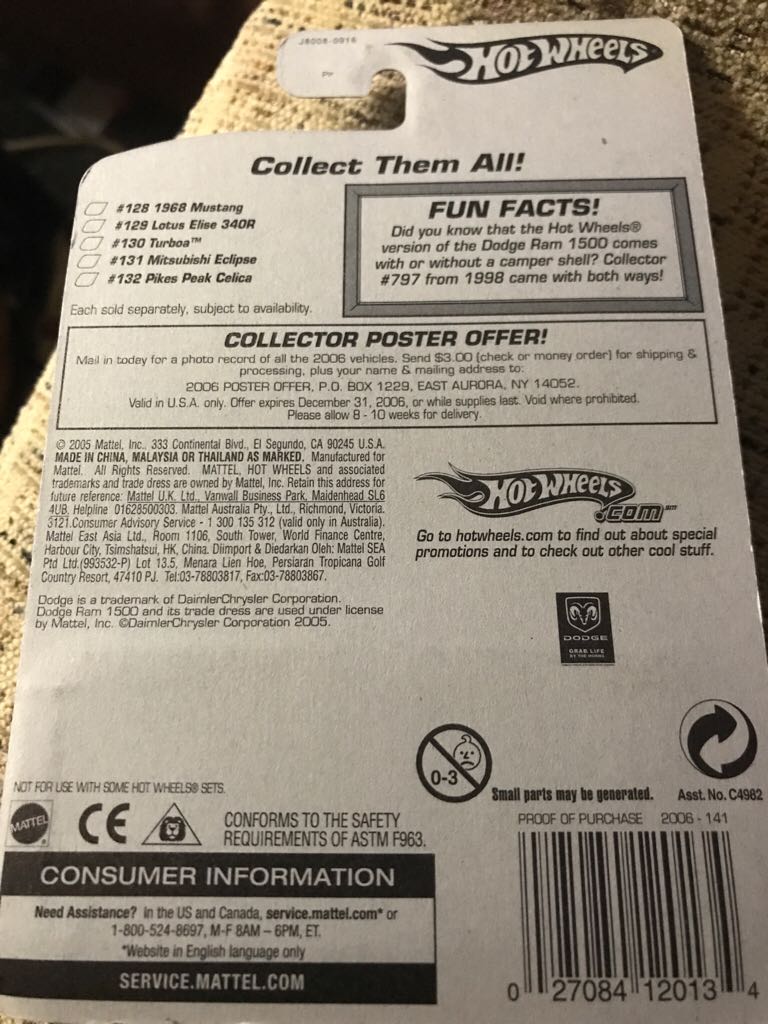 J8008-0916
HOT WHEELS
Collect Them All!
#128 1968 Mustang
#129 Lotus Elise 340R
#130 Turboa™
#131 Mitsubishi Eclipse
#132 Pikes Peak Celica
Each sold separately, subject to availability.
FUN FACTS!
Did you know that the Hot Wheels®
version of the Dodge Ram 1500 comes
with or without a camper shell? Collector
#797 from 1998 came with both ways!
COLLECTOR POSTER OFFER!
Mail in today for a photo record of all the 2006 vehicles. Send $3.00 (check or money order) for shipping &
processing, plus your name & mailing address to:
2006 POSTER OFFER, P.O. BOX 1229, EAST AURORA, NY 14052.
Valid in U.S.A. only. Offer expires December 31, 2006, or while supplies last. Void where prohibited.
Please allow 8 - 10 weeks for delivery.
© 2005 Mattel, Inc., 333 Continental Blvd., El Segundo, CA 90245 U.S.A.
MADE IN CHINA, MALAYSIA OR THAILAND AS MARKED. Manufactured for
Mattel. All Rights Reserved. MATTEL, HOT WHEELS and associated
trademarks and trade dress are owned by Mattel, Inc. Retain this address for
future reference: Mattel U.K. Ltd., Vanwall Business Park, Maidenhead SL6
4UB. Helpline 01628500303. Mattel Australia Pty., Ltd., Richmond, Victoria.
3121.Consumer Advisory Service - 1 300 135 312 (valid only in Australia).
Mattel East Asia Ltd., Room 1106, South Tower, World Finance Centre,
Harbour City, Tsimshatsui, HK, China. Diimport & Diedarkan Oleh: Mattel SEA
Ptd Ltd.(993532-P) Lot 13.5, Menara Lien Hoe, Persiaran Tropicana Golf
Country Resort, 47410 PJ. Tel:03-78803817, Fax:03-78803867.
Dodge is a trademark of DaimlerChrysler Corporation.
Dodge Ram 1500 and its trade dress are used under license
by Mattel, Inc. ©DaimlerChrysler Corporation 2005.
HOT WHEELS
.COM℠
Go to hotwheels.com to find out about special
promotions and to check out other cool stuff.
DODGE
GRAB LIFE
BY THE HORNS
0-3
Small parts may be generated.
Asst. No. C4982
NOT FOR USE WITH SOME HOT WHEELS® SETS.
MATTEL
CE
CONFORMS TO THE SAFETY
REQUIREMENTS OF ASTM F963.
PROOF OF PURCHASE 2006 - 141
CONSUMER INFORMATION
Need Assistance? In the US and Canada, service.mattel.com* or
1-800-524-8697, M-F 8AM – 6PM, ET.
*Website in English language only
SERVICE.MATTEL.COM
0 27084 12013 4